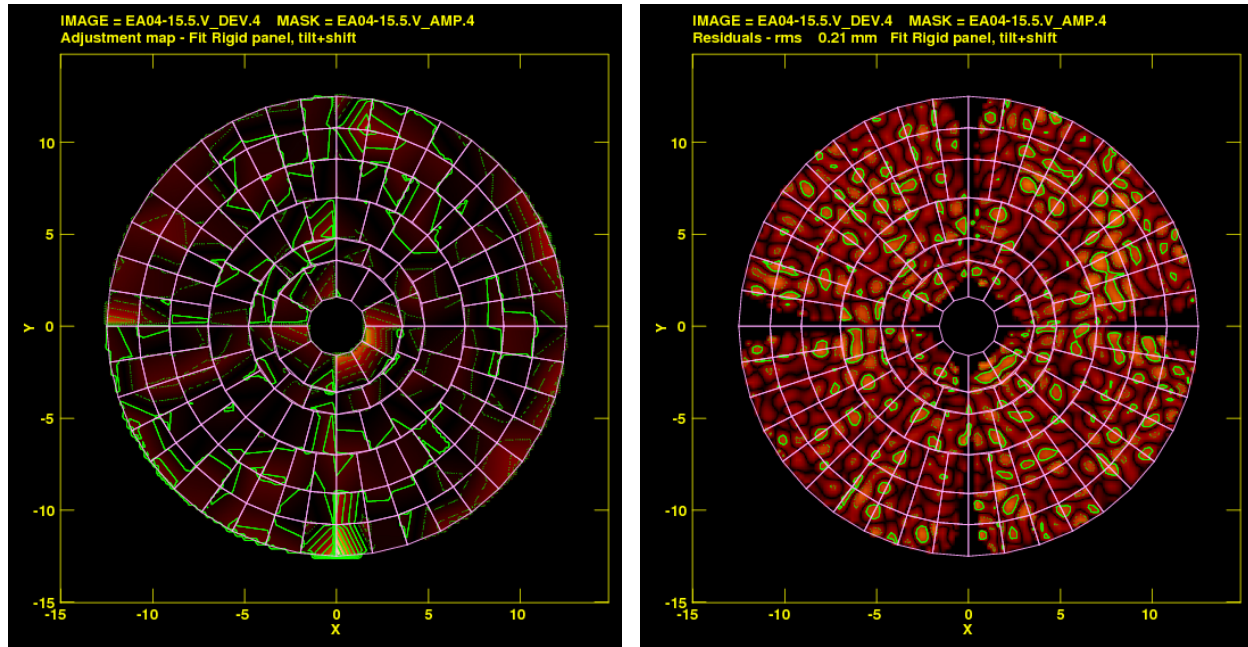 IMAGE = EA04-15.5.V_DEV.4 MASK = EA04-15.5.V_AMP.4
Adjustment map - Fit Rigid panel, tilt+shift
10
5
0
-5
-10
-15
Y
-15 -10 -5 0 5 10
X
IMAGE = EA04-15.5.V_DEV.4 MASK = EA04-15.5.V_AMP.4
Residuals - rms 0.21 mm Fit Rigid panel, tilt+shift
10
5
0
-5
-10
-15
Y
-15 -10 -5 0 5 10
X